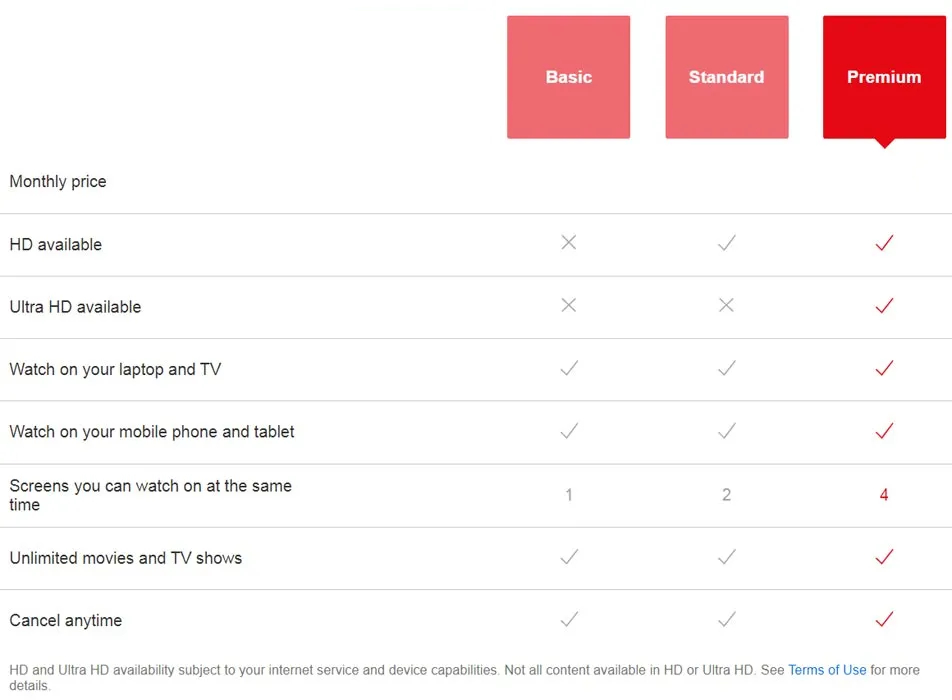 Basic Standard Premium
Monthly price
HD available
Ultra HD available
Watch on your laptop and TV
Watch on your mobile phone and tablet
Screens you can watch on at the same
time
1 2 4
Unlimited movies and TV shows
Cancel anytime
HD and Ultra HD availability subject to your internet service and device capabilities. Not all content available in HD or Ultra HD. See Terms of Use for more
details.